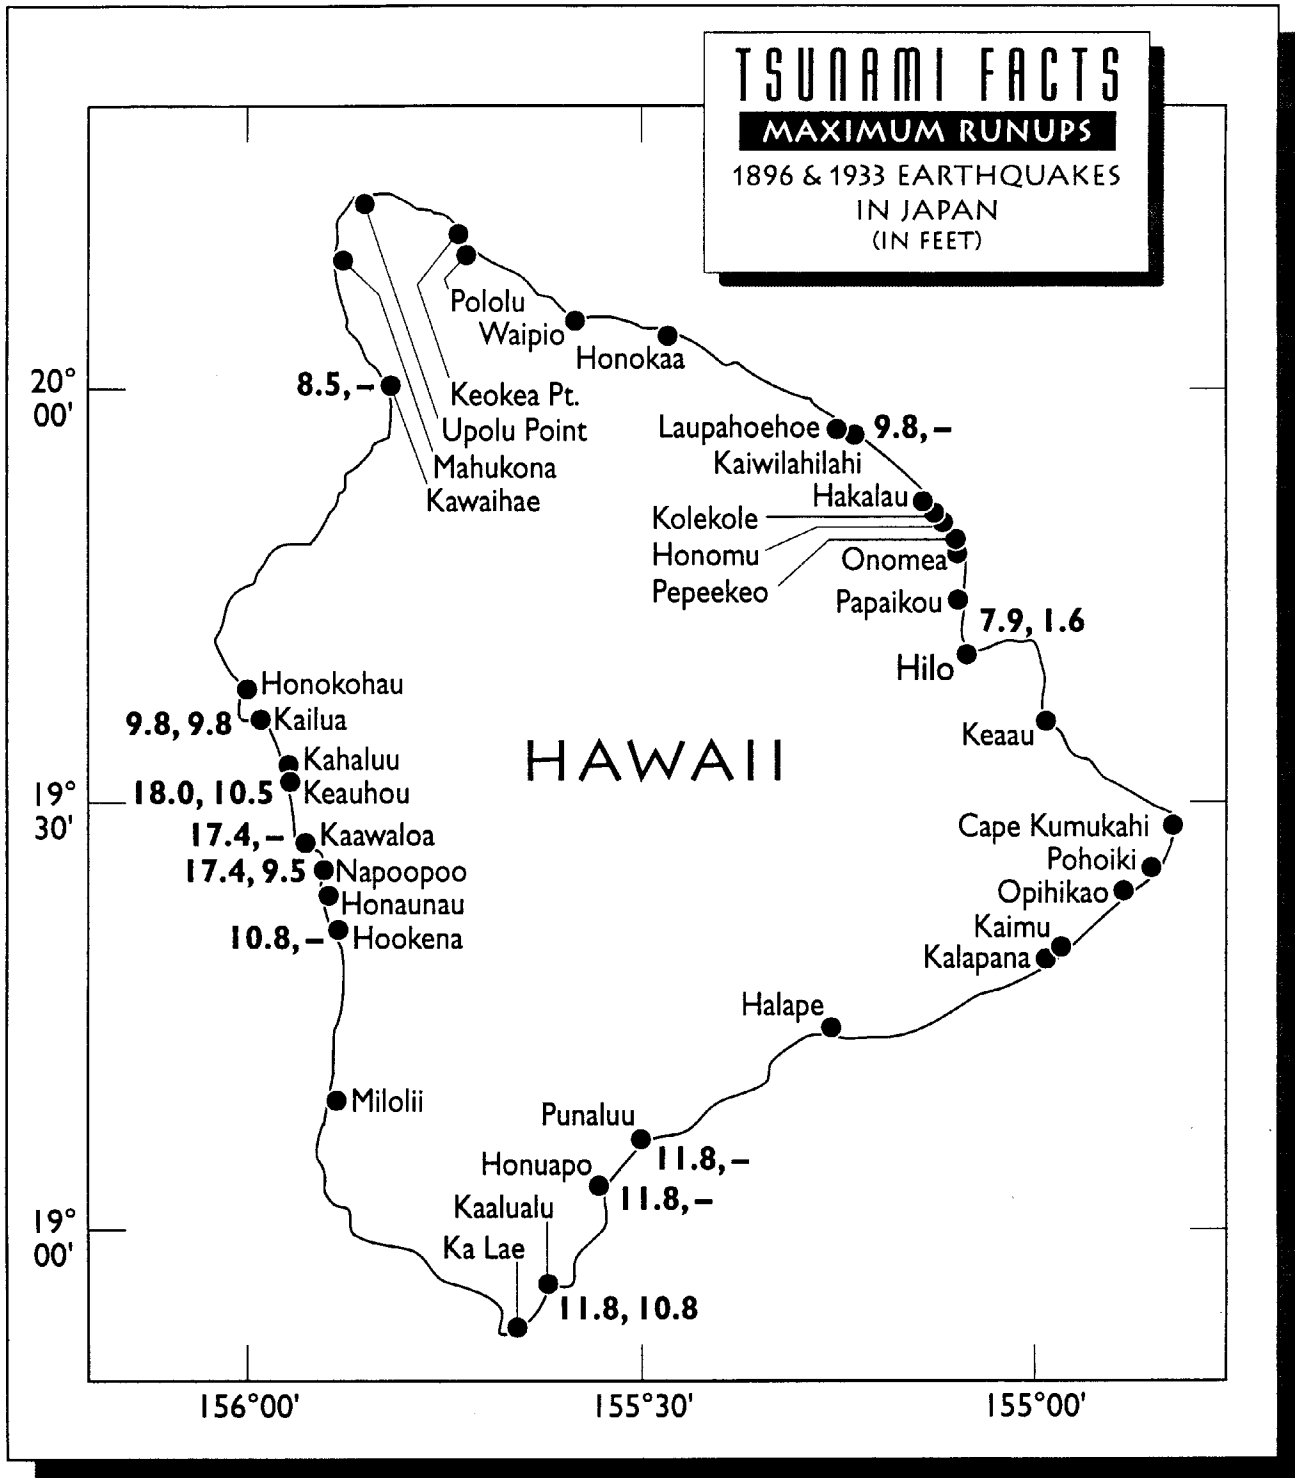 TSUNAMI FACTS
MAXIMUM RUNUPS
1896 & 1933 EARTHQUAKES
IN JAPAN
(IN FEET)
Pololu
Waipio
Honokaa
20°
00'
8.5, –
Keokea Pt.
Upolu Point
Mahukona
Kawaihae
Laupahoehoe
9.8, –
Kaiwilahilahi
Hakalau
Kolekole
Honomu
Onomea
Pepeekeo
Papaikou
7.9, 1.6
Hilo
Honokohau
9.8, 9.8
Kailua
Keaau
HAWAII
Kahaluu
19°
30'
18.0, 10.5
Keauhou
17.4, –
Kaawaloa
Cape Kumukahi
17.4, 9.5
Napoopoo
Pohoiki
Honaunau
Opihikao
10.8, –
Hookena
Kaimu
Kalapana
Halape
Milolii
Punaluu
11.8, –
Honuapo
11.8, –
Kaalualu
19°
00'
Ka Lae
11.8, 10.8
156°00'
155°30'
155°00'